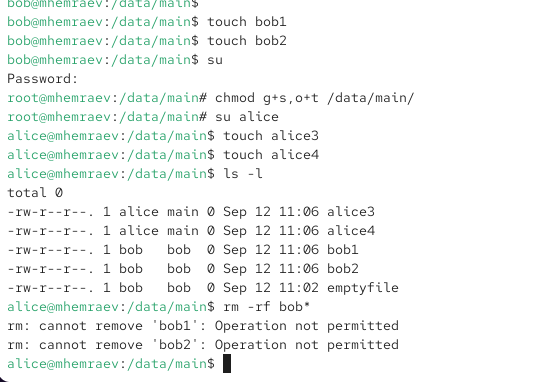 bob@mhemraev:/data/main$
bob@mhemraev:/data/main$ touch bob1
bob@mhemraev:/data/main$ touch bob2
bob@mhemraev:/data/main$ su
Password:
root@mhemraev:/data/main# chmod g+s,o+t /data/main/
root@mhemraev:/data/main# su alice
alice@mhemraev:/data/main$ touch alice3
alice@mhemraev:/data/main$ touch alice4
alice@mhemraev:/data/main$ ls -l
total 0
-rw-r--r--. 1 alice main 0 Sep 12 11:06 alice3
-rw-r--r--. 1 alice main 0 Sep 12 11:06 alice4
-rw-r--r--. 1 bob   bob  0 Sep 12 11:06 bob1
-rw-r--r--. 1 bob   bob  0 Sep 12 11:06 bob2
-rw-r--r--. 1 bob   bob  0 Sep 12 11:02 emptyfile
alice@mhemraev:/data/main$ rm -rf bob*
rm: cannot remove 'bob1': Operation not permitted
rm: cannot remove 'bob2': Operation not permitted
alice@mhemraev:/data/main$